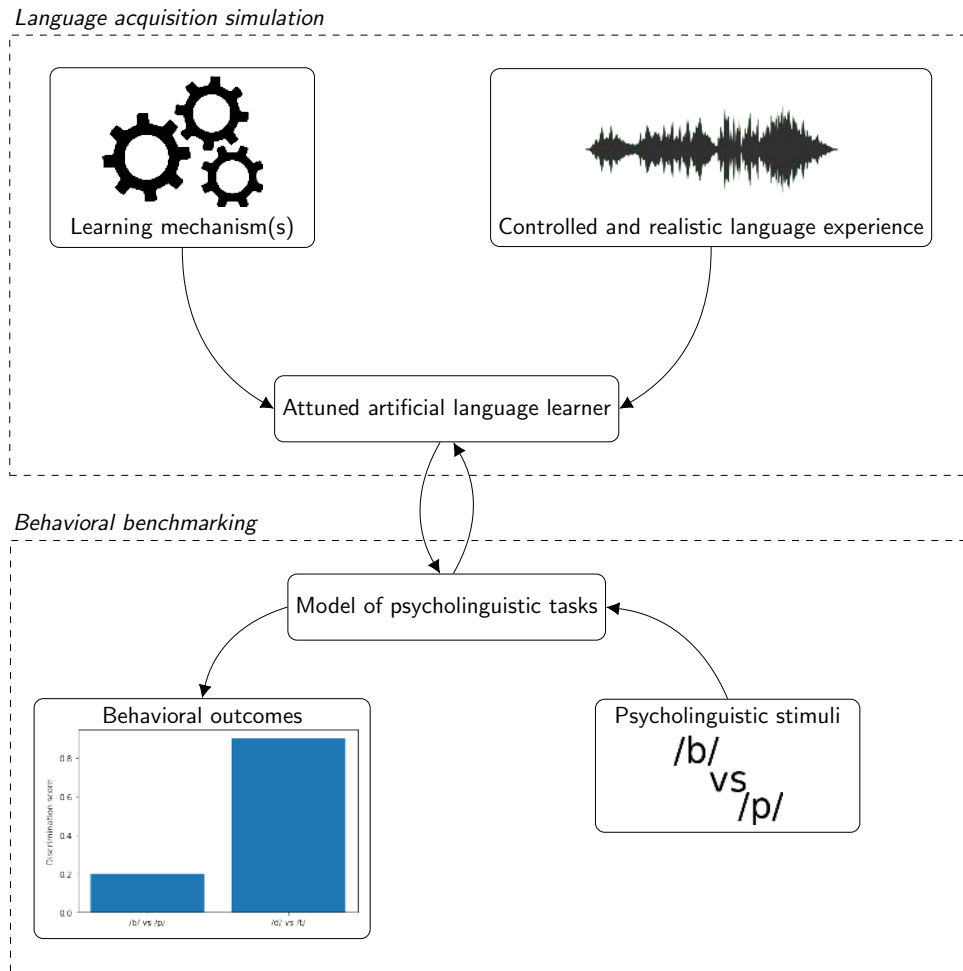 Language acquisition simulation
Learning mechanism(s)
Controlled and realistic language experience
Attuned artificial language learner
Behavioral benchmarking
Model of psycholinguistic tasks
Behavioral outcomes
Discrimination score
0.8
0.6
0.4
0.2
0.0
/b/ vs /p/
/d/ vs /t/
Psycholinguistic stimuli
/b/
vs
/p/